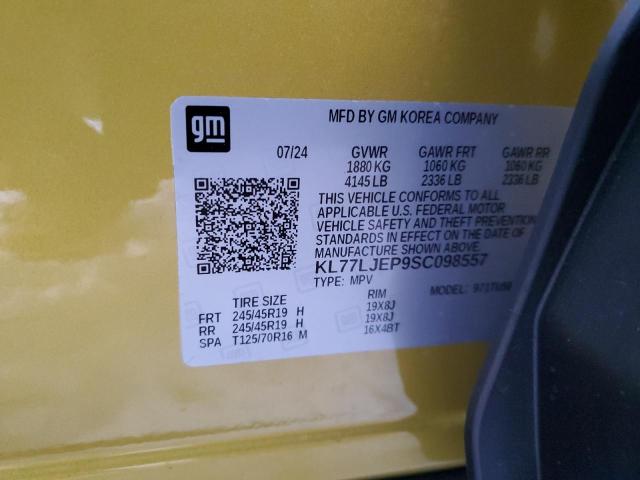 gm
MFD BY GM KOREA COMPANY
07/24 GVWR GAWR FRT GAWR RR
1880 KG 1060 KG 1060 KG
4145 LB 2336 LB 2336 LB
THIS VEHICLE CONFORMS TO ALL
APPLICABLE U.S. FEDERAL MOTOR
VEHICLE SAFETY AND THEFT PREVENTION
STANDARDS IN EFFECT ON THE DATE OF
MANUFACTURE SHOWN ABOVE.
KL77LJEP9SC098557
TYPE: MPV MODEL:
TIRE SIZE RIM
FRT 245/45R19 H 19X8J
RR 245/45R19 H 19X8J
SPA T125/70R16 M 16X4BT